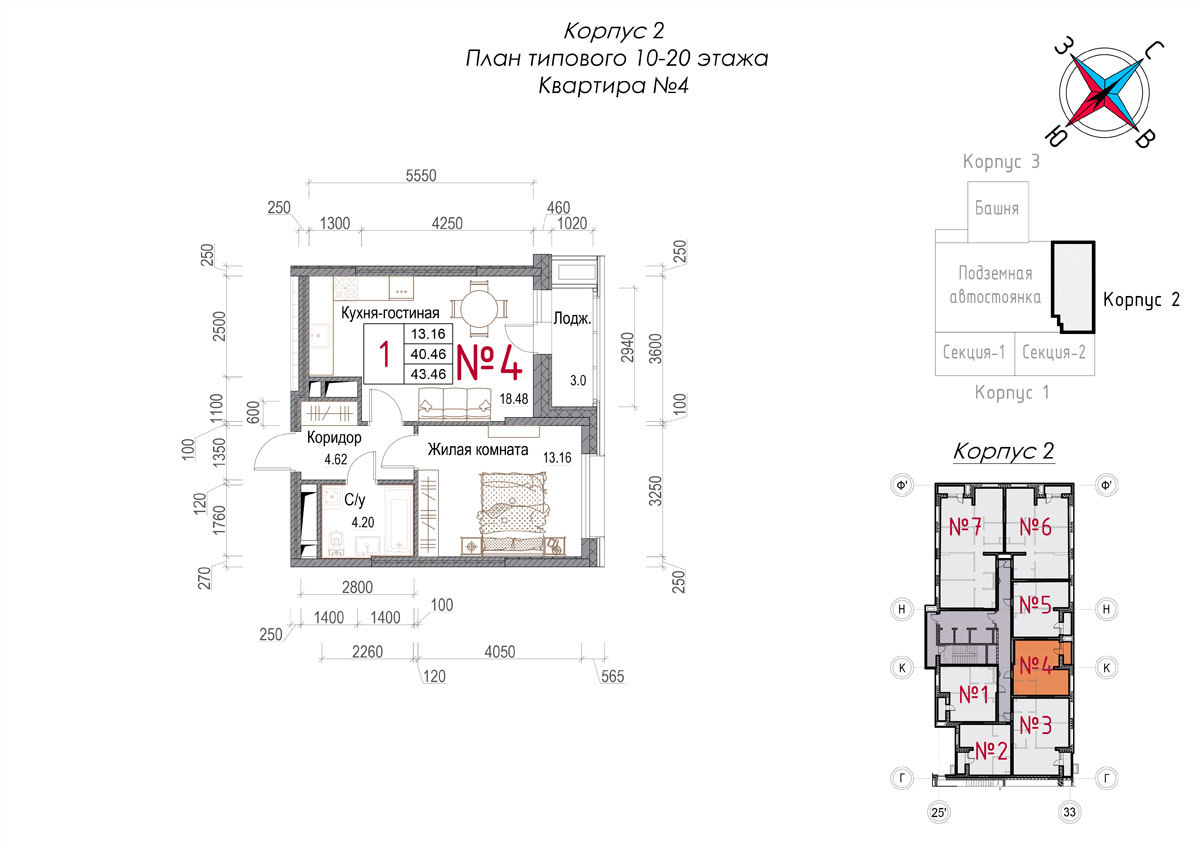 Корпус 2
План типового 10-20 этажа
Квартира №4
З
С
Ю
В
Корпус 3
Башня
Подземная
автостоянка
Корпус 2
Секция-1
Секция-2
Корпус 1
5550
250
1300
4250
460
1020
250
2500
1100
600
100
1350
120
1760
270
250
3600
2940
100
3250
250
Кухня-гостиная
Лодж.
1
13.16
40.46
43.46
№4
3.0
18.48
Коридор
4.62
Жилая комната
13.16
С/у
4.20
2800
1400
1400
100
250
2260
4050
120
565
Корпус 2
Ф'
Ф'
№7
№6
№5
Н
Н
№4
К
К
№1
№3
№2
Г
Г
25'
33